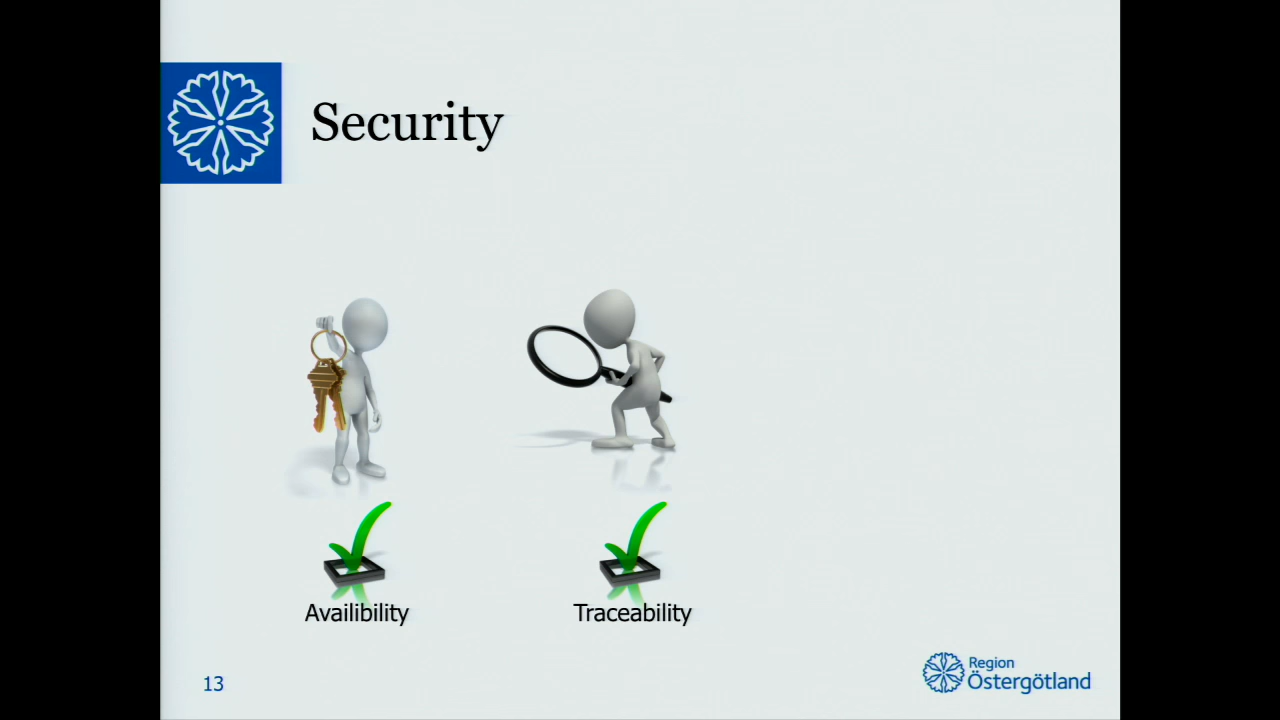 Security
Availibility
Traceability
13
Region
Östergötland